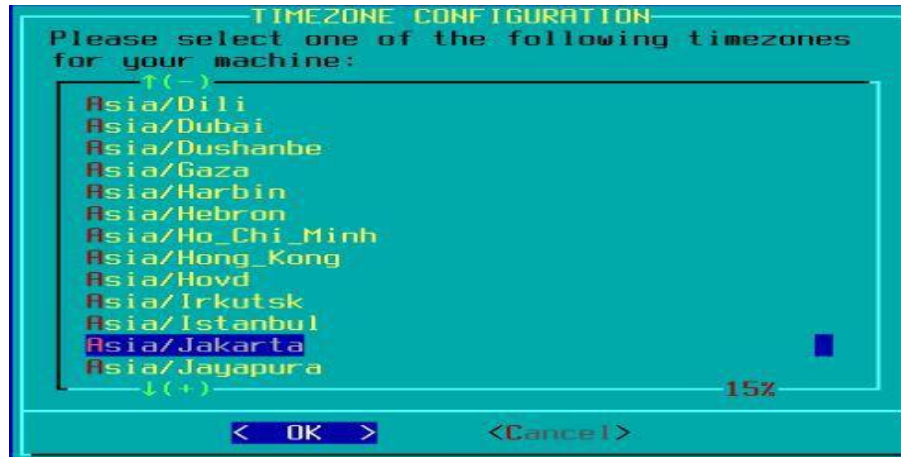 TIMEZONE CONFIGURATION
Please select one of the following timezones
for your machine:
↑(-)
Asia/Dili
Asia/Dubai
Asia/Dushanbe
Asia/Gaza
Asia/Harbin
Asia/Hebron
Asia/Ho_Chi_Minh
Asia/Hong_Kong
Asia/Hovd
Asia/Irkutsk
Asia/Istanbul
Asia/Jakarta
Asia/Jayapura
↓(+) 15%
< OK > <Cancel>